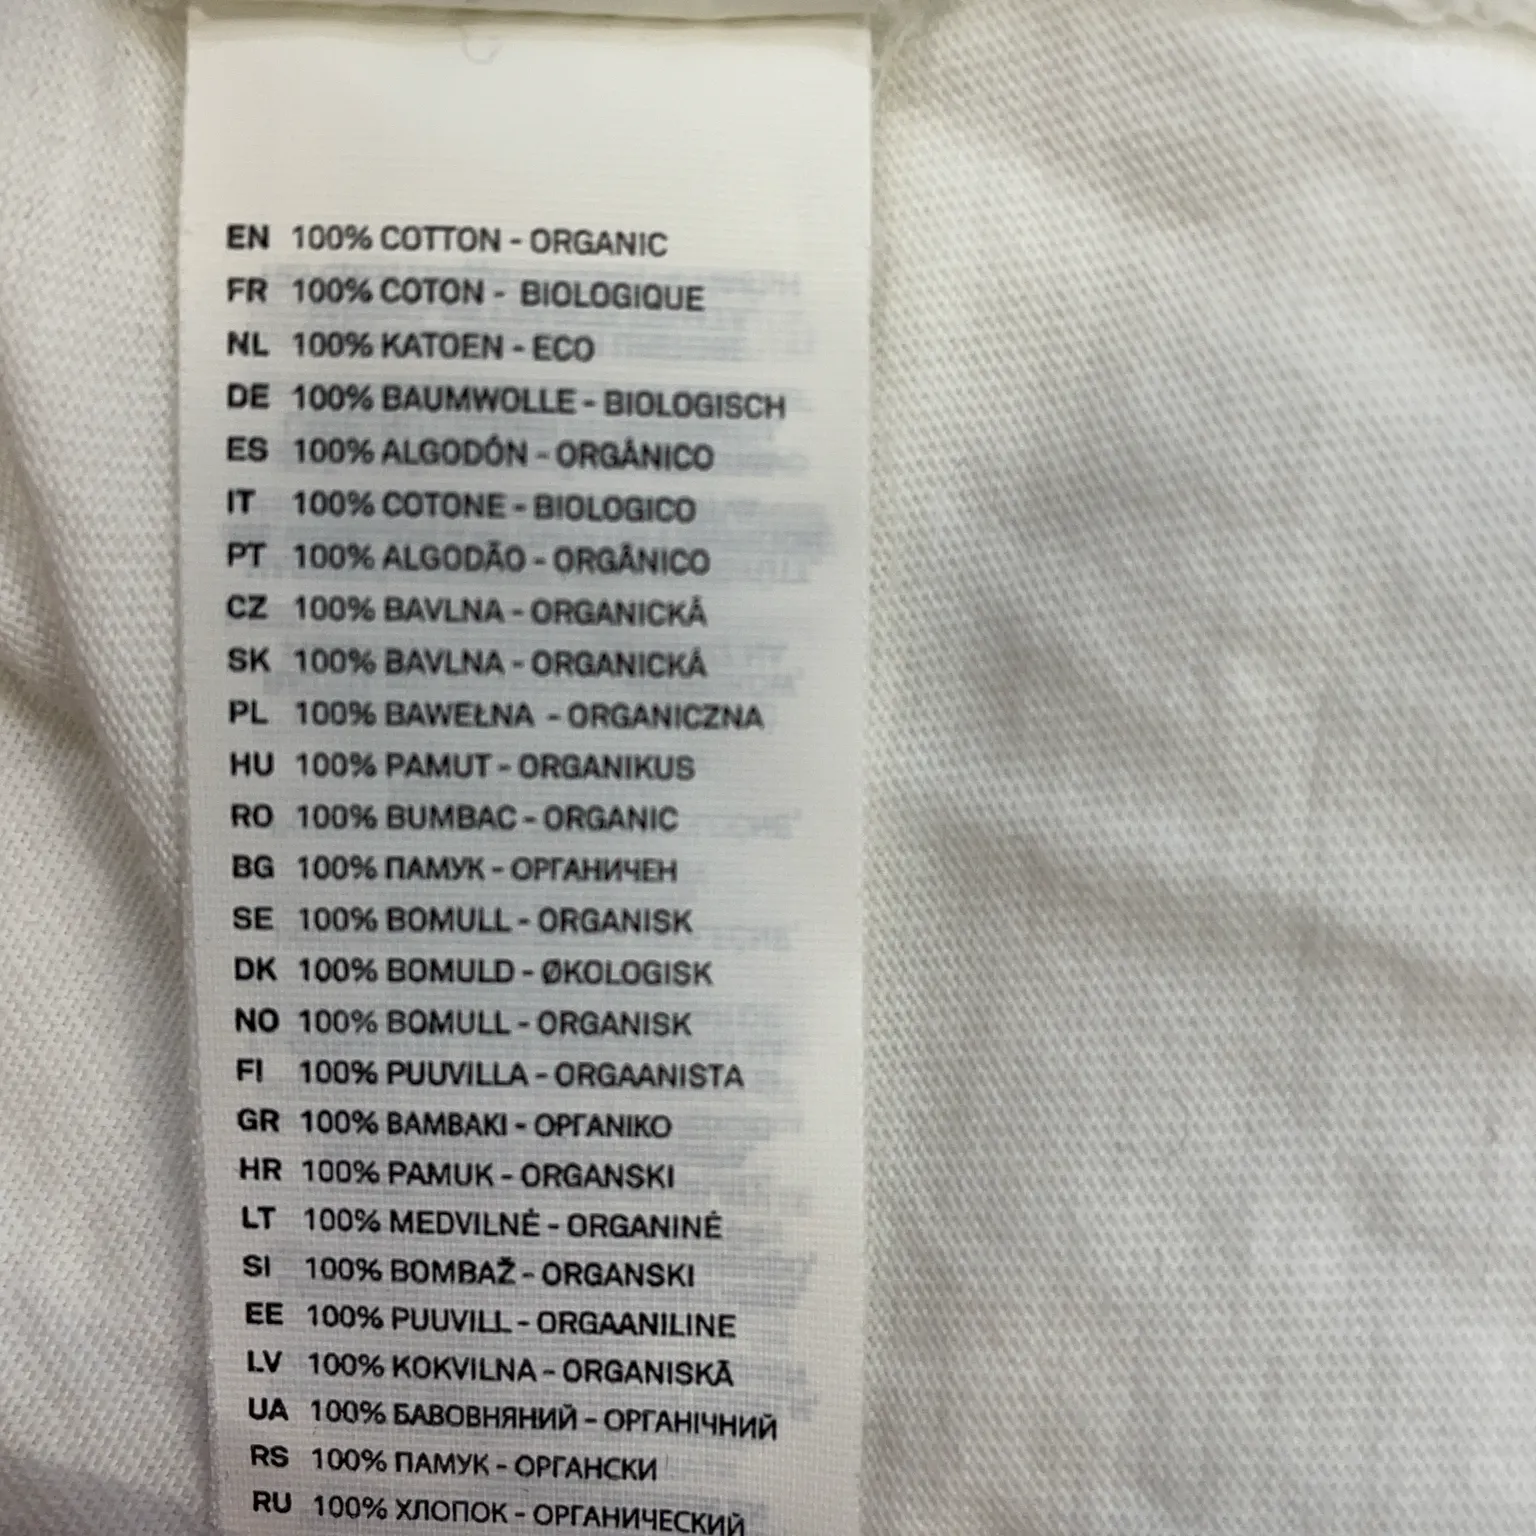 EN 100% COTTON - ORGANIC
FR 100% COTON - BIOLOGIQUE
NL 100% KATOEN - ECO
DE 100% BAUMWOLLE - BIOLOGISCH
ES 100% ALGODÓN - ORGÁNICO
IT 100% COTONE - BIOLOGICO
PT 100% ALGODÃO - ORGÂNICO
CZ 100% BAVLNA - ORGANICKÁ
SK 100% BAVLNA - ORGANICKÁ
PL 100% BAWEŁNA - ORGANICZNA
HU 100% PAMUT - ORGANIKUS
RO 100% BUMBAC - ORGANIC
BG 100% ПАМУК - ОРГАНИЧЕН
SE 100% BOMULL - ORGANISK
DK 100% BOMULD - ØKOLOGISK
NO 100% BOMULL - ORGANISK
FI 100% PUUVILLA - ORGAANISTA
GR 100% ΒΑΜΒΑΚΙ - ΟΡΓΑΝΙΚΟ
HR 100% PAMUK - ORGANSKI
LT 100% MEDVILNĖ - ORGANINĖ
SI 100% BOMBAŽ - ORGANSKI
EE 100% PUUVILL - ORGAANILINE
LV 100% KOKVILNA - ORGANISKĀ
UA 100% БАВОВНЯНИЙ - ОРГАНІЧНИЙ
RS 100% ПАМУК - ОРГАНСКИ
RU 100% ХЛОПОК - ОРГАНИЧЕСКИЙ